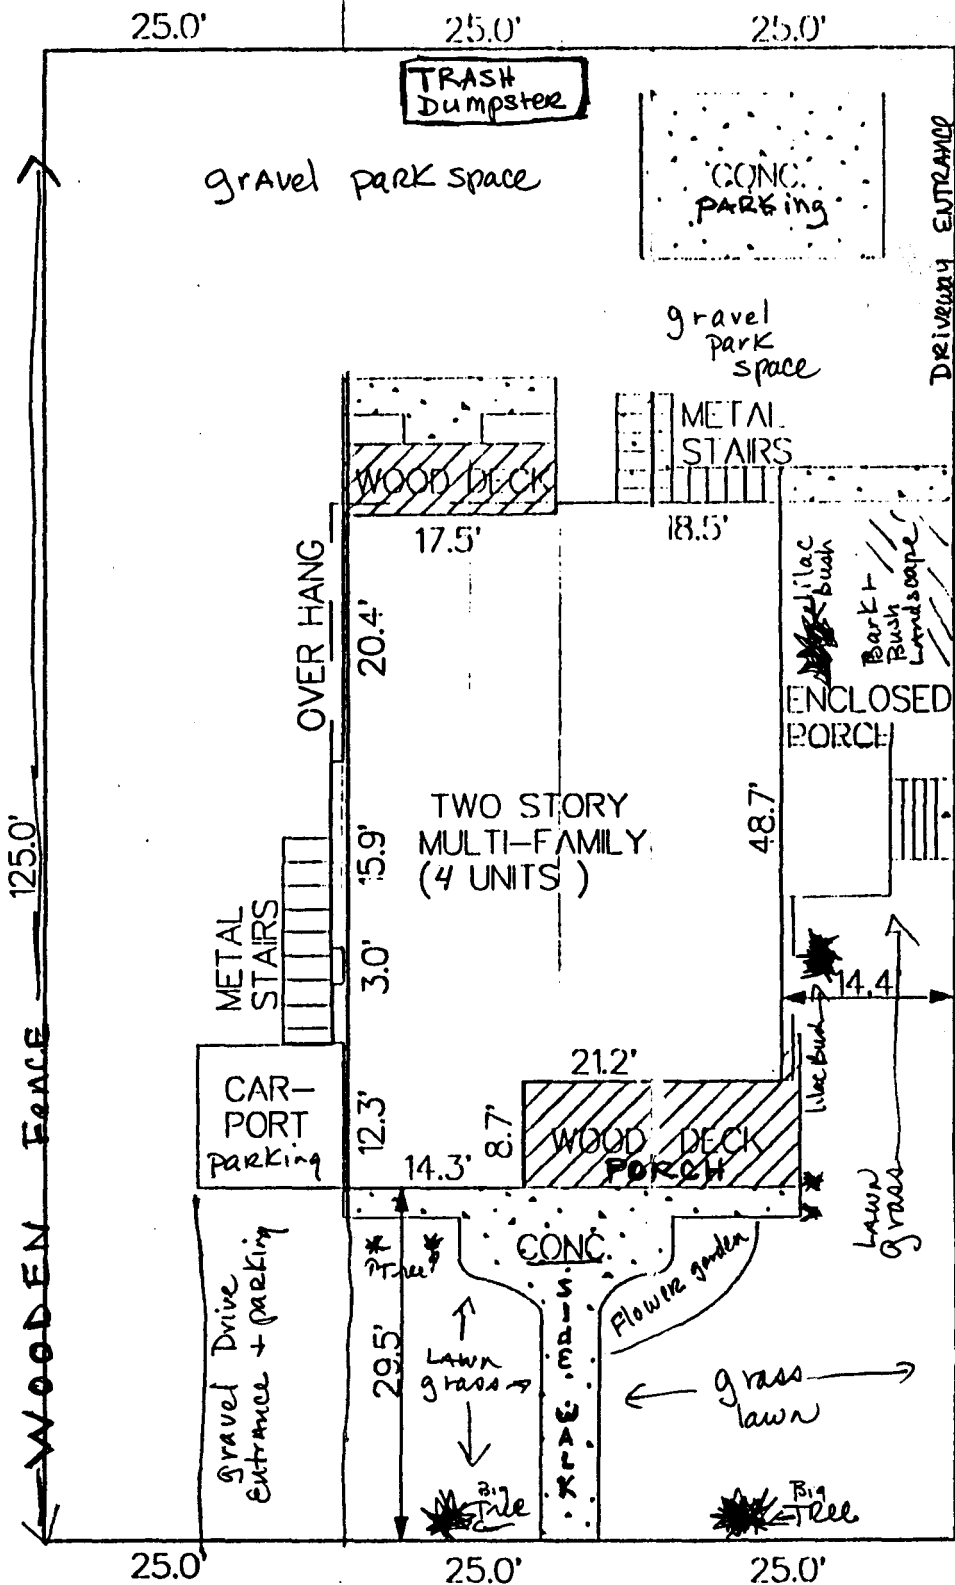 25.0'
25.0'
25.0'
TRASH
Dumpster
gravel park space
CONC.
PARKing
DRIVEWAY ENTRANCE
gravel
park
space
METAL
STAIRS
WOOD DECK
17.5'
18.5'
OVER HANG
20.4'
lilac
bush
Bark +
Bush
Landscape
ENCLOSED
PORCH
TWO STORY
MULTI-FAMILY
(4 UNITS )
48.7'
125.0'
15.9'
METAL
STAIRS
3.0'
14.4'
lilac Bush
WOODEN FENCE
21.2'
CAR-
PORT
parking
12.3'
8.7'
WOOD DECK
PORCH
14.3'
Lawn
grass
CONC.
SIDE WALK
Flower garden
gravel Drive
Entrance + parking
29.5'
LAWN
grass
grass
lawn
Big
Tree
Big
TREE
25.0'
25.0'
25.0'